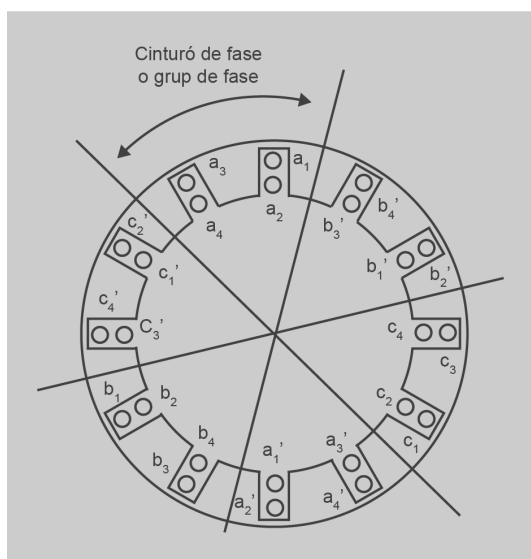 Cinturó de fase
o grup de fase
a₃
a₁
a₄
a₂
b₄’
b₃’
c₂’
c₁’
b₁’
b₂’
c₄’
C₃’
c₄
c₃
b₁
b₂
c₂
c₁
b₃
b₄
a₁’
a₂’
a₃’
a₄’